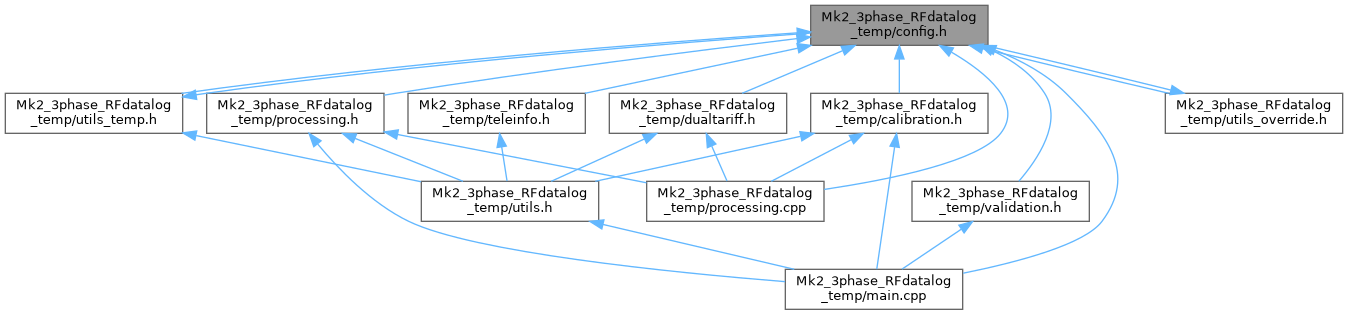 Mk2_3phase_RFdatalog
_temp/config.h
Mk2_3phase_RFdatalog
_temp/utils_temp.h
Mk2_3phase_RFdatalog
_temp/processing.h
Mk2_3phase_RFdatalog
_temp/teleinfo.h
Mk2_3phase_RFdatalog
_temp/dualtariff.h
Mk2_3phase_RFdatalog
_temp/calibration.h
Mk2_3phase_RFdatalog
_temp/utils_override.h
Mk2_3phase_RFdatalog
_temp/utils.h
Mk2_3phase_RFdatalog
_temp/processing.cpp
Mk2_3phase_RFdatalog
_temp/validation.h
Mk2_3phase_RFdatalog
_temp/main.cpp